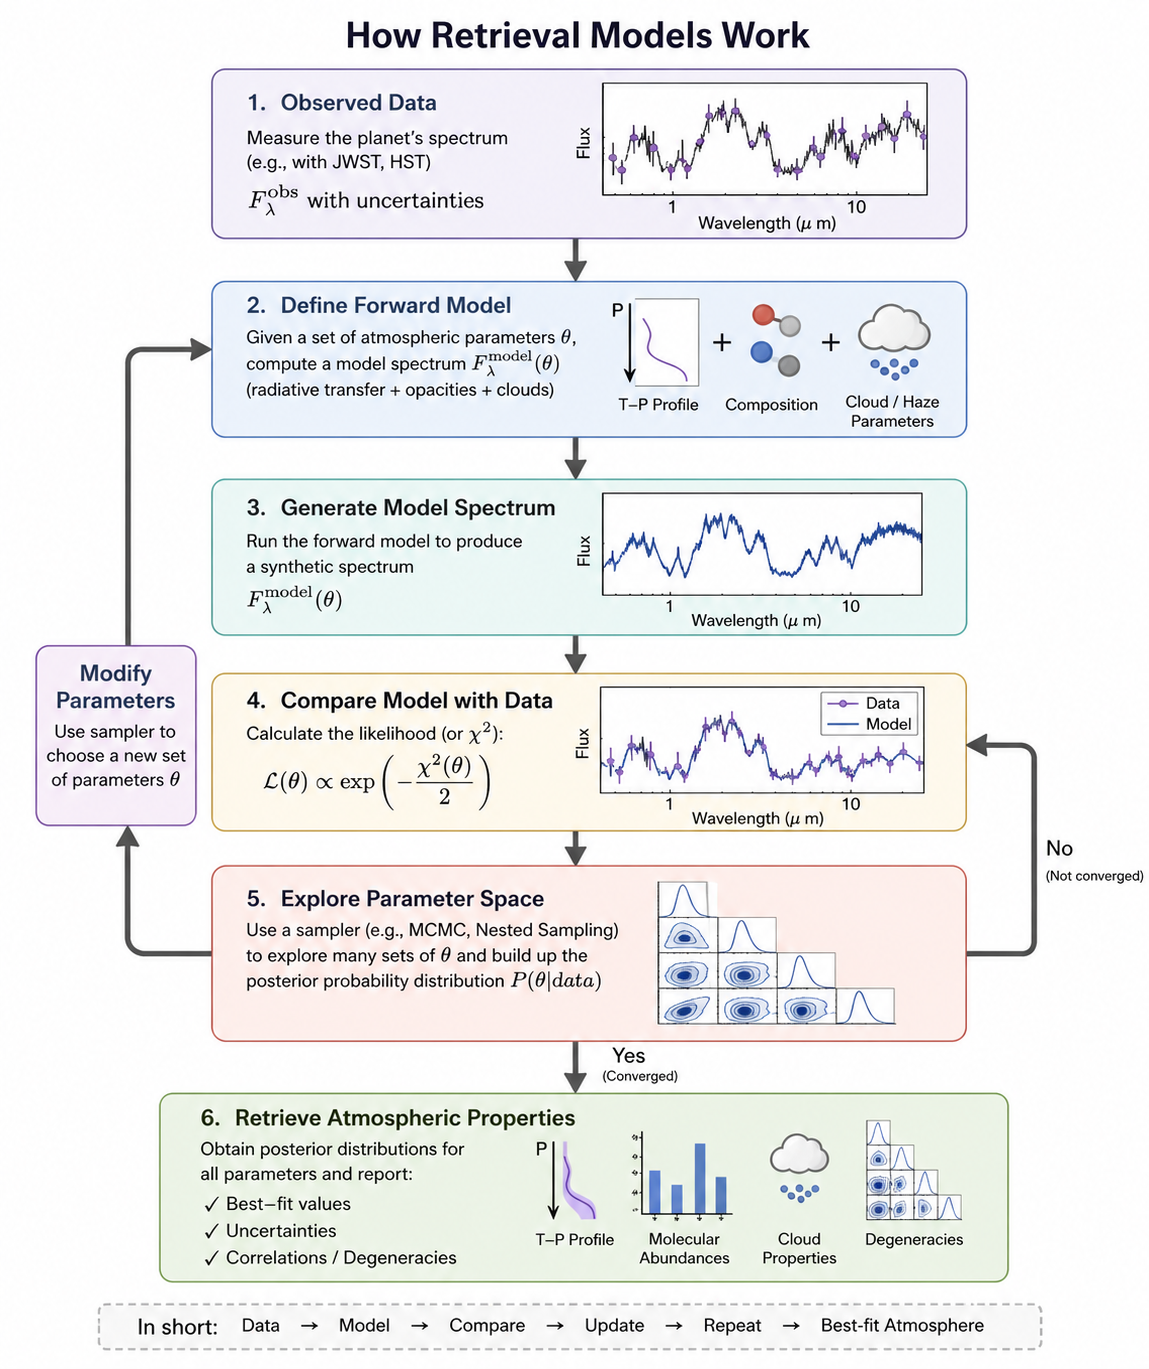 How Retrieval Models Work
1. Observed Data
Measure the planet's spectrum
(e.g., with JWST, HST)
F_λ^obs with uncertainties
Flux
1 10
Wavelength (μ m)
2. Define Forward Model
Given a set of atmospheric parameters θ,
compute a model spectrum F_λ^model(θ)
(radiative transfer + opacities + clouds)
P
+ +
T–P Profile
Composition
Cloud / Haze
Parameters
3. Generate Model Spectrum
Run the forward model to produce
a synthetic spectrum
F_λ^model(θ)
Flux
1 10
Wavelength (μ m)
Modify
Parameters
Use sampler to
choose a new set
of parameters θ
4. Compare Model with Data
Calculate the likelihood (or χ²):
ℒ(θ) ∝ exp(−χ²(θ)/2)
Data
Model
Flux
1 10
Wavelength (μ m)
No
(Not converged)
5. Explore Parameter Space
Use a sampler (e.g., MCMC, Nested Sampling)
to explore many sets of θ and build up the
posterior probability distribution P(θ|data)
Yes
(Converged)
6. Retrieve Atmospheric Properties
Obtain posterior distributions for
all parameters and report:
✓ Best–fit values
✓ Uncertainties
✓ Correlations / Degeneracies
P
T–P Profile
Molecular
Abundances
Cloud
Properties
Degeneracies
In short: Data → Model → Compare → Update → Repeat → Best-fit Atmosphere